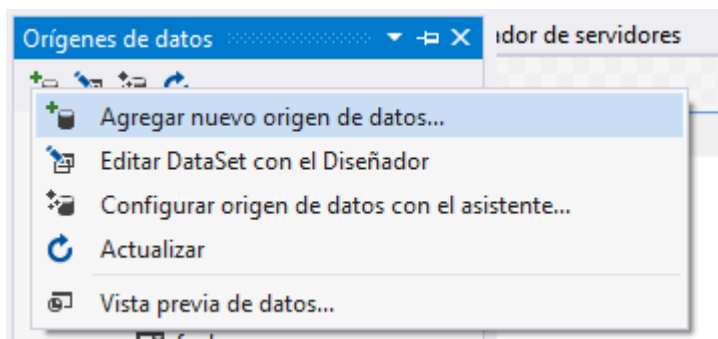 Orígenes de datos
dor de servidores
Agregar nuevo origen de datos...
Editar DataSet con el Diseñador
Configurar origen de datos con el asistente...
Actualizar
Vista previa de datos...